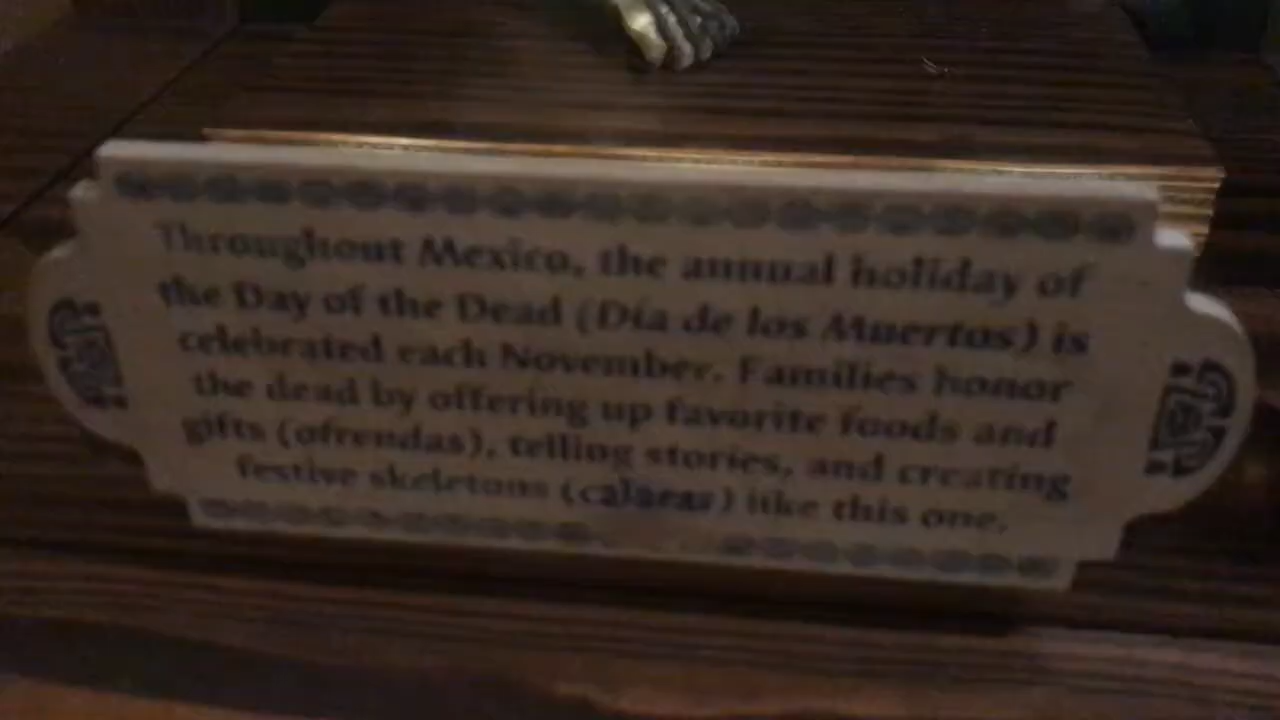 Throughout Mexico, the annual holiday of
the Day of the Dead (Día de los Muertos) is
celebrated each November. Families honor
the dead by offering up favorite foods and
gifts (ofrendas), telling stories, and creating
festive skeletons (calacas) like this one.